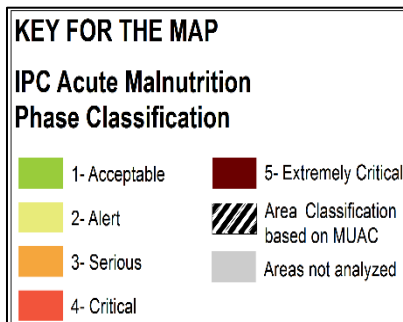 KEY FOR THE MAP
IPC Acute Malnutrition
Phase Classification
1- Acceptable
2- Alert
3- Serious
4- Critical
5- Extremely Critical
Area Classification
based on MUAC
Areas not analyzed